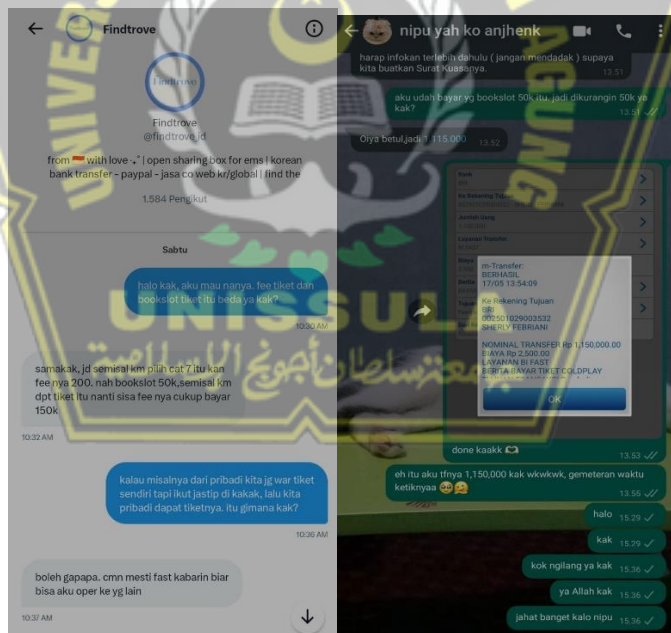 Findtrove
Findtrove
Findtrove
@findtrove_id
from 🇮🇩 with love ⋆˚ | open sharing box for ems | korean
bank transfer - paypal - jasa co web kr/global | find the
1.584 Pengikut
Sabtu
halo kak, aku mau nanya. fee tiket dan
bookslot tiket itu beda ya kak?
10:30 AM
samakak, jd semisal km pilih cat 7 itu kan
fee nya 200. nah bookslot 50k,semisal km
dpt tiket itu nanti sisa fee nya cukup bayar
150k
10:32 AM
kalau misalnya dari pribadi kita jg war tiket
sendiri tapi ikut jastip di kakak, lalu kita
pribadi dapat tiketnya. itu gimana kak?
10:36 AM
boleh gapapa. cmn mesti fast kabarin biar
bisa aku oper ke yg lain
10:37 AM
nipu yah ko anjhenk
harap infokan terlebih dahulu ( jangan mendadak ) supaya
kita buatkan Surat Kuasanya.
13.51
aku udah bayar yg bookslot 50k itu. jadi dikurangin 50k ya
kak?
13.51
Oiya betul,jadi 1.115.000
13.52
m-Transfer:
BERHASIL
17/05 13:54:09
Ke Rekening Tujuan
BRI
002501029003532
SHERLY FEBRIANI
NOMINAL TRANSFER Rp 1,150,000.00
BIAYA Rp 2,500.00
LAYANAN BI FAST
BERITA BAYAR TIKET COLDPLAY
OK
done kaakk 🫶
13.53
eh itu aku tfnya 1,150,000 kak wkwkwk, gemeteran waktu
ketiknyaa
13.55
halo
15.29
kak
15.29
kok ngilang ya kak
15.36
ya Allah kak
15.36
jahat banget kalo nipu
15.36
UNIVER
AGUNG
UNISSULA
جامعة سلطان أجونج الإسلامية